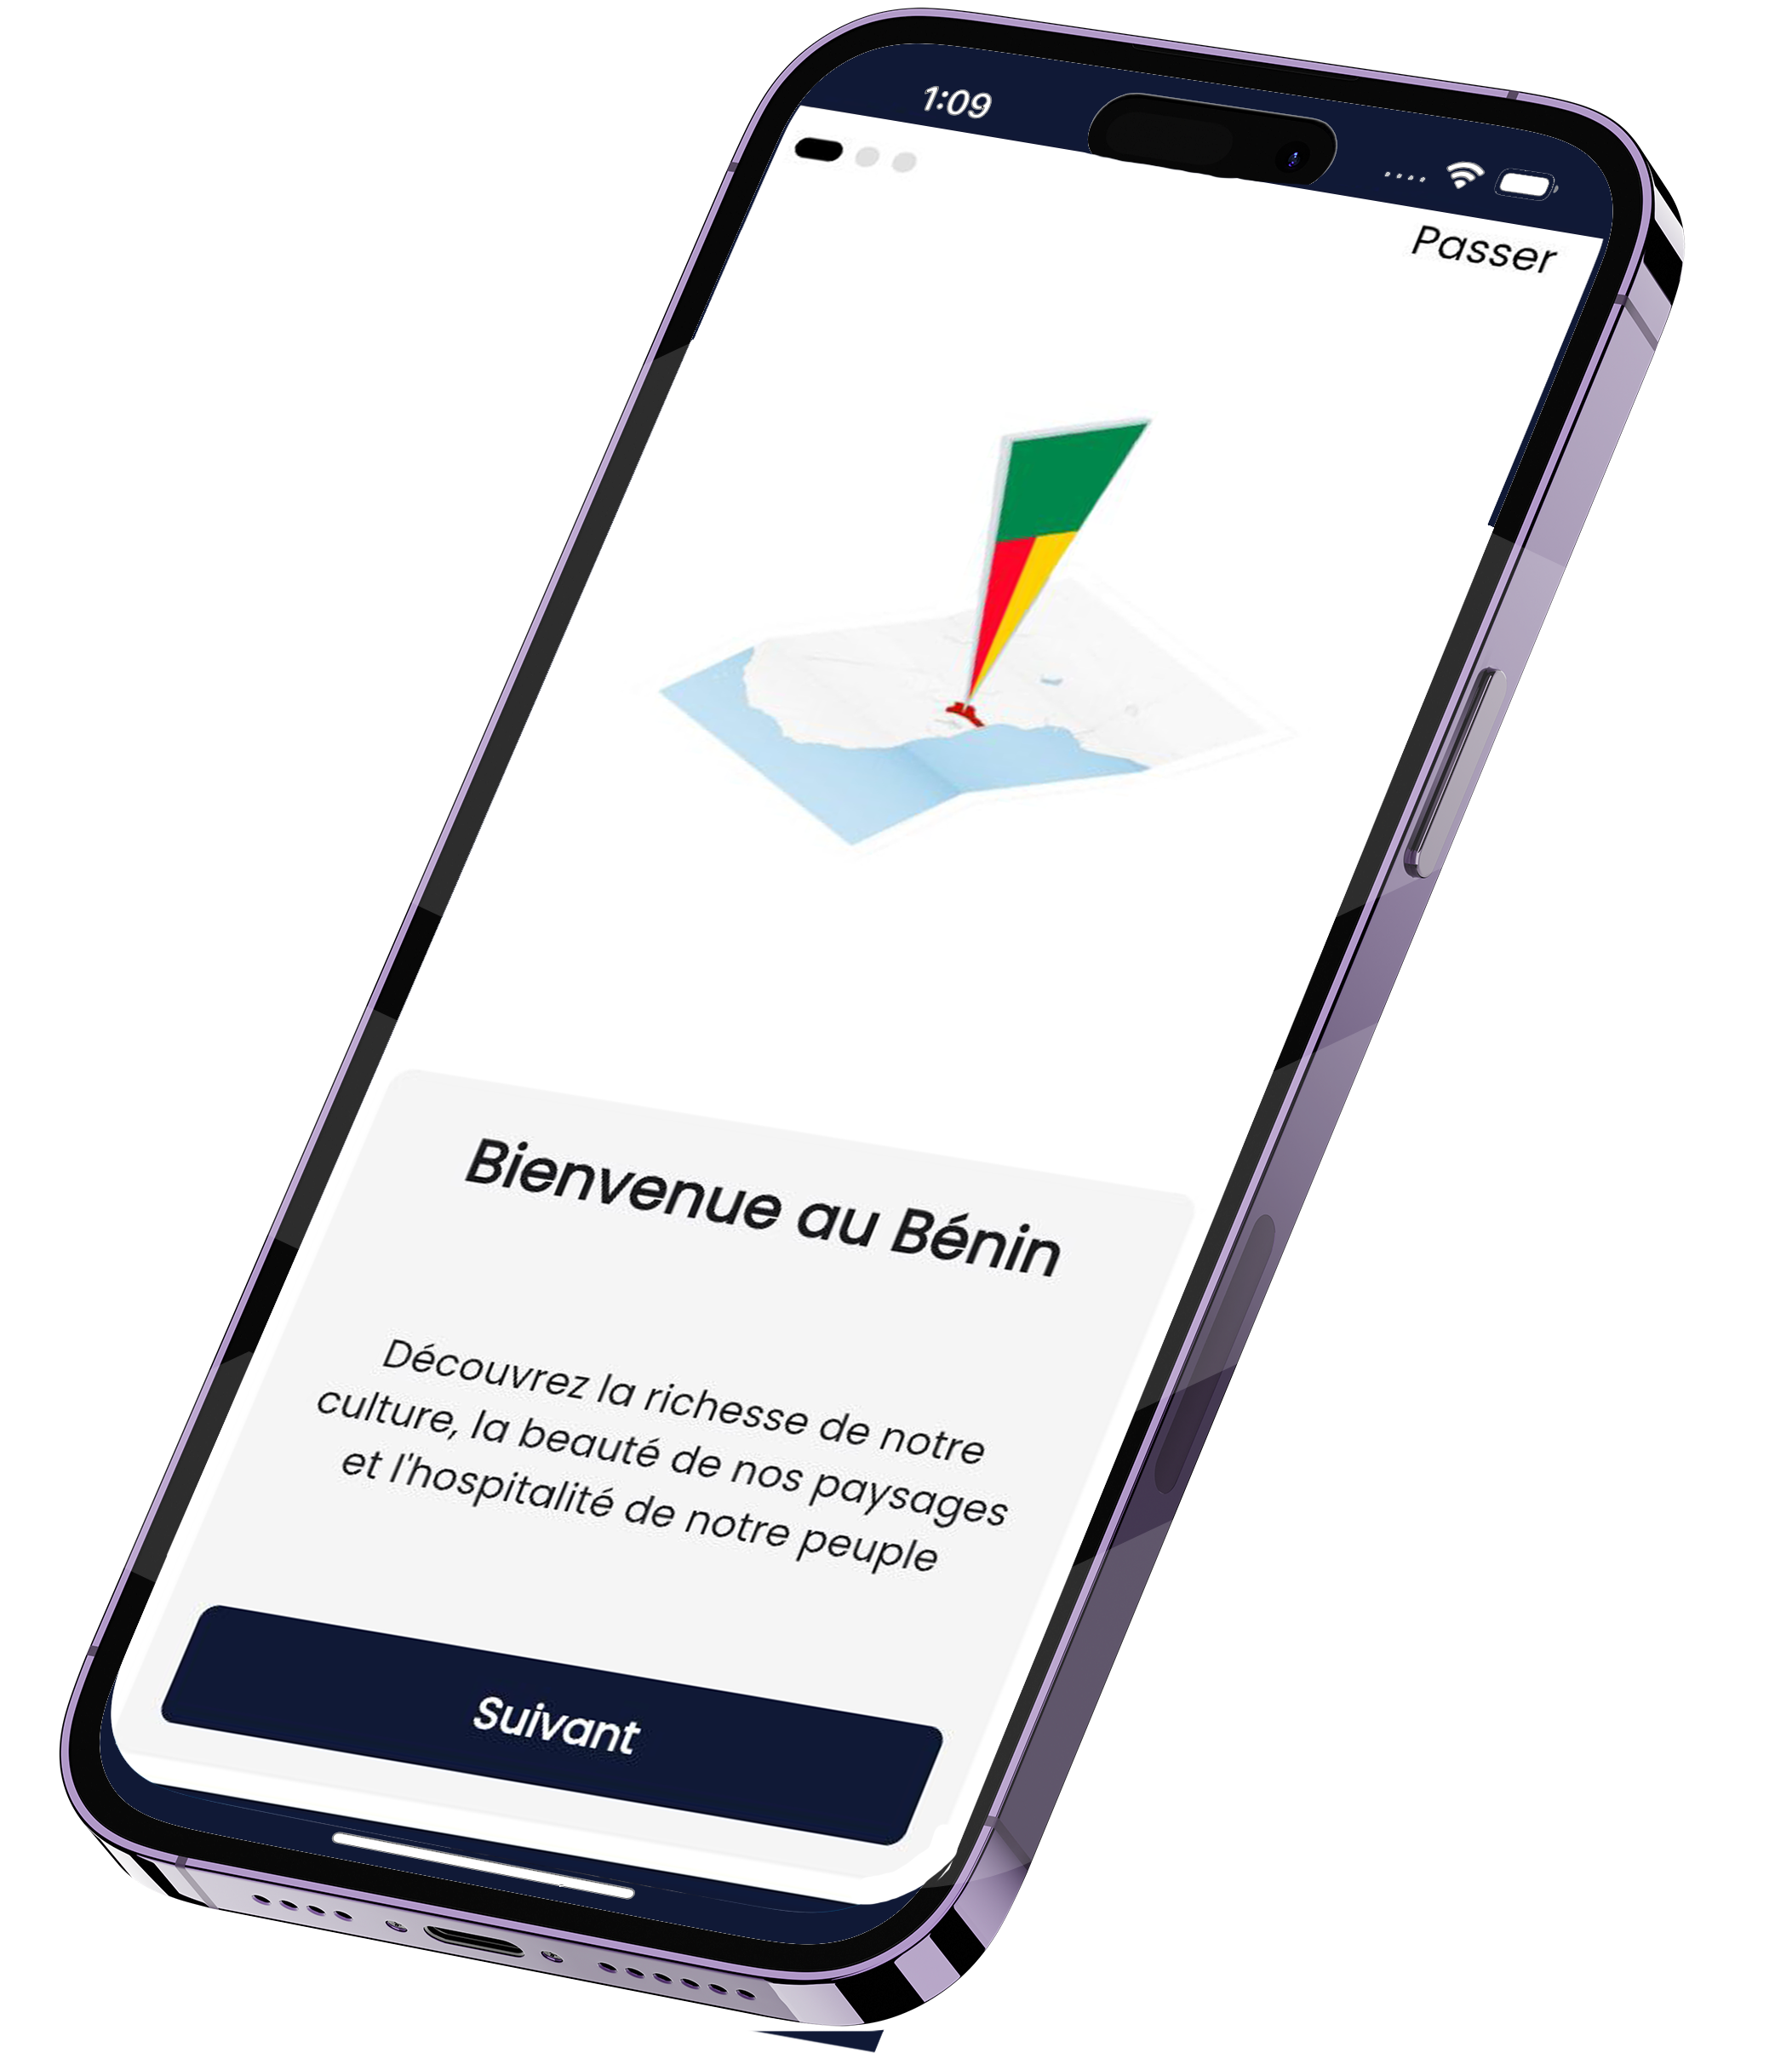 1:09
Passer
Bienvenue au Bénin
Découvrez la richesse de notre
culture, la beauté de nos paysages
et l'hospitalité de notre peuple
Suivant